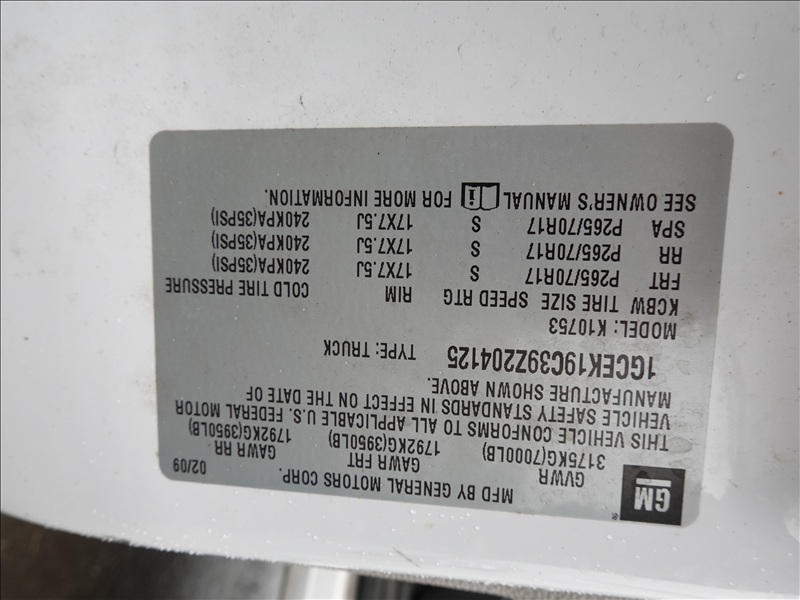 GM
MFD BY GENERAL MOTORS CORP.
02/09
GVWR GAWR FRT GAWR RR
3175KG(7000LB) 1792KG(3950LB) 1792KG(3950LB)
THIS VEHICLE CONFORMS TO ALL APPLICABLE U.S. FEDERAL MOTOR
VEHICLE SAFETY STANDARDS IN EFFECT ON THE DATE OF
MANUFACTURE SHOWN ABOVE.
1GCEK19C39Z204125 TYPE: TRUCK
MODEL: K10753
KCBW TIRE SIZE SPEED RTG RIM COLD TIRE PRESSURE
FRT P265/70R17 S 17X7.5J 240KPA(35PSI)
RR P265/70R17 S 17X7.5J 240KPA(35PSI)
SPA P265/70R17 S 17X7.5J 240KPA(35PSI)
SEE OWNER'S MANUAL FOR MORE INFORMATION.